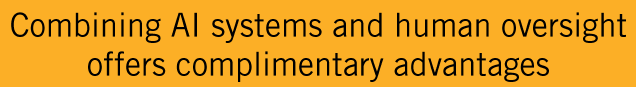 Combining AI systems and human oversight
offers complimentary advantages